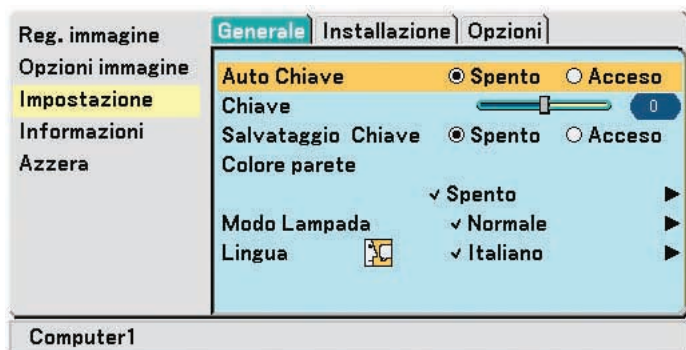 Reg. immagine
Opzioni immagine
Impostazione
Informazioni
Azzera
Generale Installazione Opzioni
Auto Chiave Spento Acceso
Chiave 0
Salvataggio Chiave Spento Acceso
Colore parete
Spento
Modo Lampada Normale
Lingua Italiano
Computer1